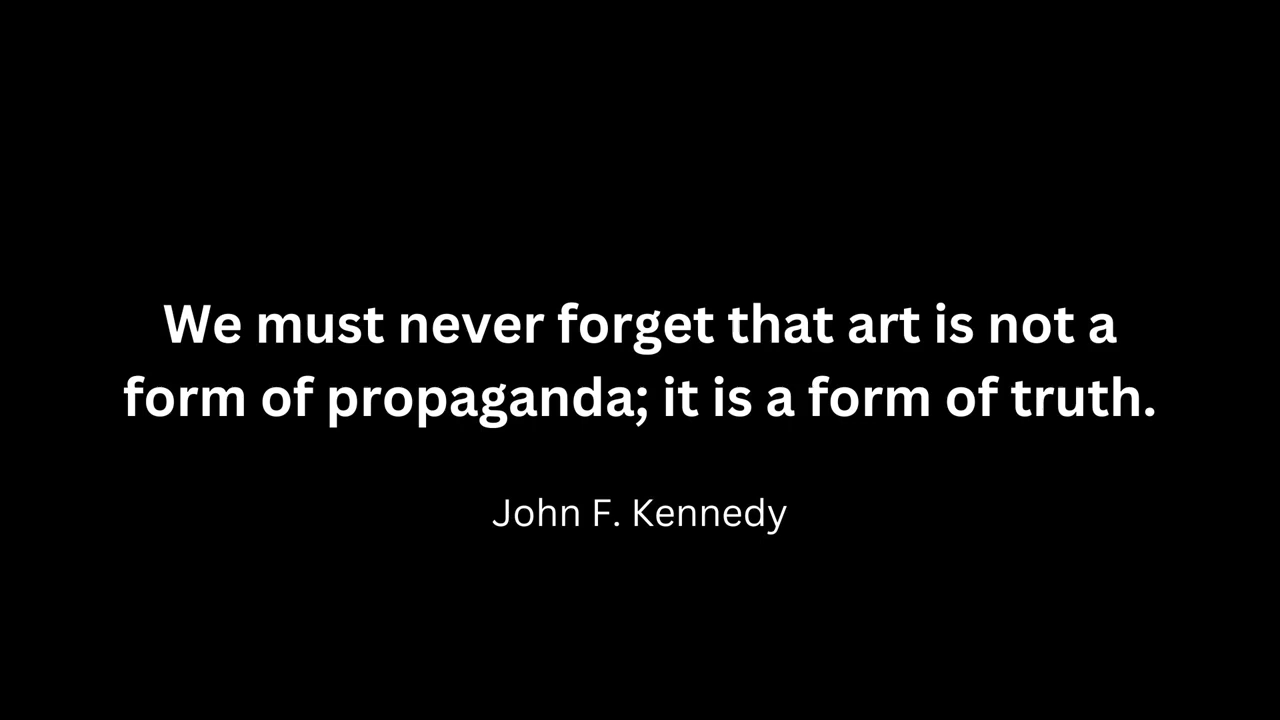 We must never forget that art is not a
form of propaganda; it is a form of truth.
John F. Kennedy